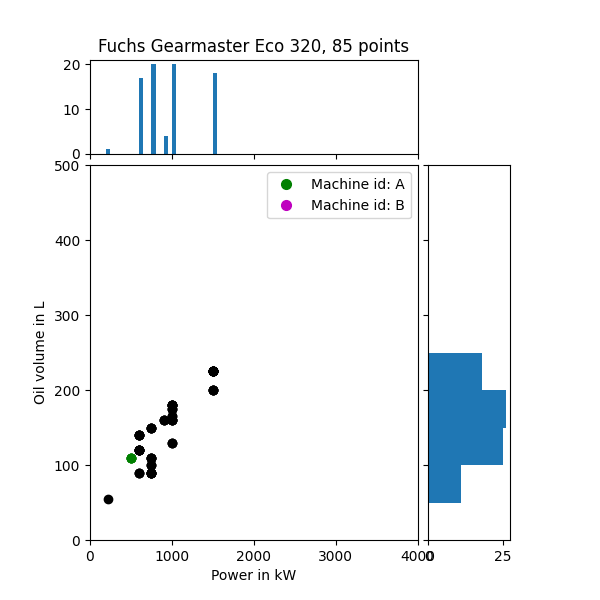 Fuchs Gearmaster Eco 320, 85 points
20
10
0
500
400
300
200
100
0
Machine id: A
Machine id: B
Oil volume in L
0 1000 2000 3000 4000
0 25
Power in kW